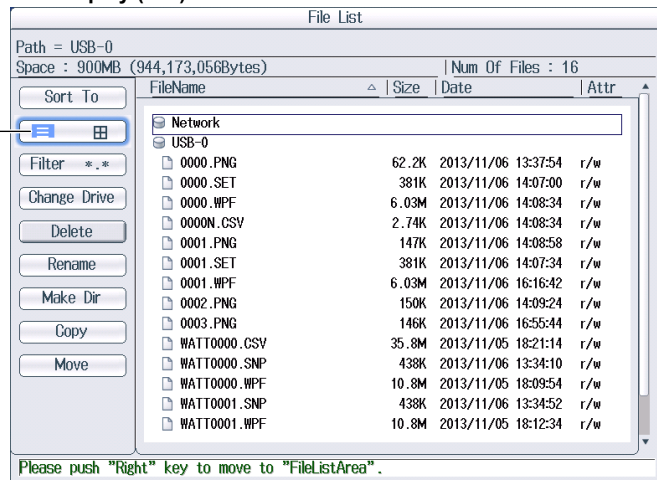 File List
Path = USB-0
Space : 900MB (944,173,056Bytes) Num Of Files : 16
Sort To
Filter *.*
Change Drive
Delete
Rename
Make Dir
Copy
Move
FileName Size Date Attr
Network
USB-0
0000.PNG 62.2K 2013/11/06 13:37:54 r/w
0000.SET 381K 2013/11/06 14:07:00 r/w
0000.WPF 6.03M 2013/11/06 14:08:34 r/w
0000N.CSV 2.74K 2013/11/06 14:08:34 r/w
0001.PNG 147K 2013/11/06 14:08:58 r/w
0001.SET 381K 2013/11/06 14:07:34 r/w
0001.WPF 6.03M 2013/11/06 16:16:42 r/w
0002.PNG 150K 2013/11/06 14:09:24 r/w
0003.PNG 146K 2013/11/06 16:55:44 r/w
WATT0000.CSV 35.8M 2013/11/05 18:21:14 r/w
WATT0000.SNP 438K 2013/11/06 13:34:10 r/w
WATT0000.WPF 10.8M 2013/11/05 18:09:54 r/w
WATT0001.SNP 438K 2013/11/06 13:34:52 r/w
WATT0001.WPF 10.8M 2013/11/05 18:12:34 r/w
Please push "Right" key to move to "FileListArea".